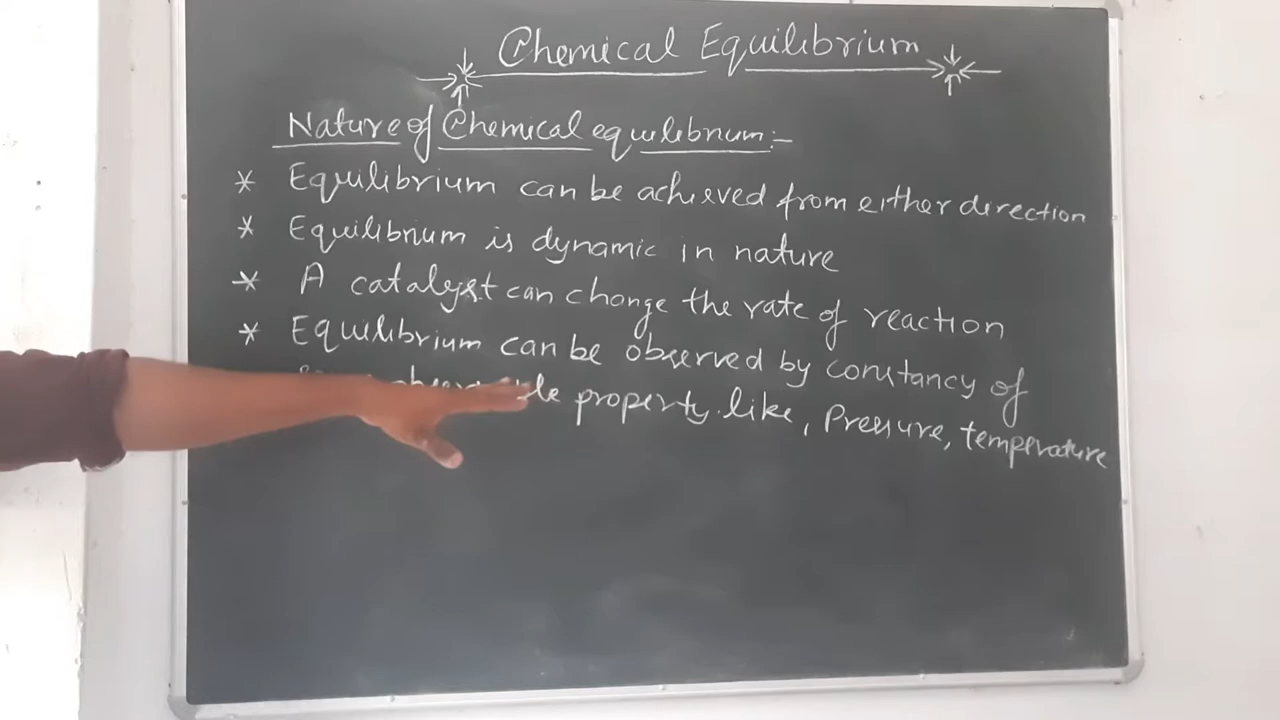 Chemical Equilibrium
Nature of Chemical equilibrium:-
* Equilibrium can be achieved from either direction
* Equilibrium is dynamic in nature
* A catalyst can change the rate of reaction
* Equilibrium can be observed by constancy of
property like, Pressure, temperature